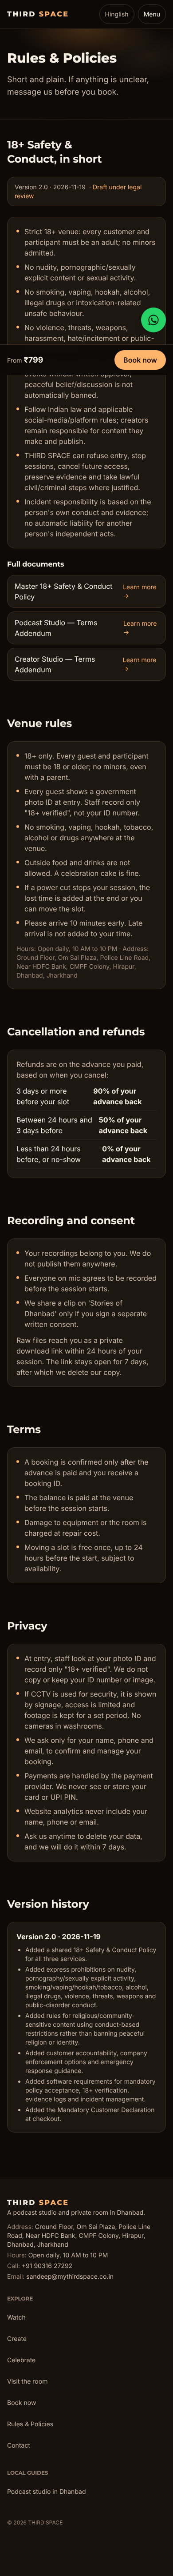 THIRD SPACE
Hinglish
Menu
Rules & Policies
Short and plain. If anything is unclear,
message us before you book.
18+ Safety &
Conduct, in short
Version 2.0 · 2026-11-19 · Draft under legal
review
Strict 18+ venue: every customer and
participant must be an adult; no minors
admitted.
No nudity, pornographic/sexually
explicit content or sexual activity.
No smoking, vaping, hookah, alcohol,
illegal drugs or intoxication-related
unsafe behaviour.
No violence, threats, weapons,
harassment, hate/incitement or public-
From ₹799
Book now
events without written approval;
peaceful belief/discussion is not
automatically banned.
Follow Indian law and applicable
social-media/platform rules; creators
remain responsible for content they
make and publish.
THIRD SPACE can refuse entry, stop
sessions, cancel future access,
preserve evidence and take lawful
civil/criminal steps where justified.
Incident responsibility is based on the
person's own conduct and evidence;
no automatic liability for another
person's independent acts.
Full documents
Master 18+ Safety & Conduct
Policy
Learn more
→
Podcast Studio — Terms
Addendum
Learn more
→
Creator Studio — Terms
Addendum
Learn more
→
Venue rules
18+ only. Every guest and participant
must be 18 or older; no minors, even
with a parent.
Every guest shows a government
photo ID at entry. Staff record only
"18+ verified", not your ID number.
No smoking, vaping, hookah, tobacco,
alcohol or drugs anywhere at the
venue.
Outside food and drinks are not
allowed. A celebration cake is fine.
If a power cut stops your session, the
lost time is added at the end or you
can move the slot.
Please arrive 10 minutes early. Late
arrival is not added to your time.
Hours: Open daily, 10 AM to 10 PM · Address:
Ground Floor, Om Sai Plaza, Police Line Road,
Near HDFC Bank, CMPF Colony, Hirapur,
Dhanbad, Jharkhand
Cancellation and refunds
Refunds are on the advance you paid,
based on when you cancel:
3 days or more
before your slot
90% of your
advance back
Between 24 hours and
3 days before
50% of your
advance back
Less than 24 hours
before, or no-show
0% of your
advance back
Recording and consent
Your recordings belong to you. We do
not publish them anywhere.
Everyone on mic agrees to be recorded
before the session starts.
We share a clip on 'Stories of
Dhanbad' only if you sign a separate
written consent.
Raw files reach you as a private
download link within 24 hours of your
session. The link stays open for 7 days,
after which we delete our copy.
Terms
A booking is confirmed only after the
advance is paid and you receive a
booking ID.
The balance is paid at the venue
before the session starts.
Damage to equipment or the room is
charged at repair cost.
Moving a slot is free once, up to 24
hours before the start, subject to
availability.
Privacy
At entry, staff look at your photo ID and
record only "18+ verified". We do not
copy or keep your ID number or image.
If CCTV is used for security, it is shown
by signage, access is limited and
footage is kept for a set period. No
cameras in washrooms.
We ask only for your name, phone and
email, to confirm and manage your
booking.
Payments are handled by the payment
provider. We never see or store your
card or UPI PIN.
Website analytics never include your
name, phone or email.
Ask us anytime to delete your data,
and we will do it within 7 days.
Version history
Version 2.0 · 2026-11-19
Added a shared 18+ Safety & Conduct Policy
for all three services.
Added express prohibitions on nudity,
pornography/sexually explicit activity,
smoking/vaping/hookah/tobacco, alcohol,
illegal drugs, violence, threats, weapons and
public-disorder conduct.
Added rules for religious/community-
sensitive content using conduct-based
restrictions rather than banning peaceful
religion or identity.
Added customer accountability, company
enforcement options and emergency
response guidance.
Added software requirements for mandatory
policy acceptance, 18+ verification,
evidence logs and incident management.
Added the Mandatory Customer Declaration
at checkout.
THIRD SPACE
A podcast studio and private room in Dhanbad.
Address: Ground Floor, Om Sai Plaza, Police Line
Road, Near HDFC Bank, CMPF Colony, Hirapur,
Dhanbad, Jharkhand
Hours: Open daily, 10 AM to 10 PM
Call: +91 90316 27292
Email: sandeep@mythirdspace.co.in
EXPLORE
Watch
Create
Celebrate
Visit the room
Book now
Rules & Policies
Contact
LOCAL GUIDES
Podcast studio in Dhanbad
© 2026 THIRD SPACE